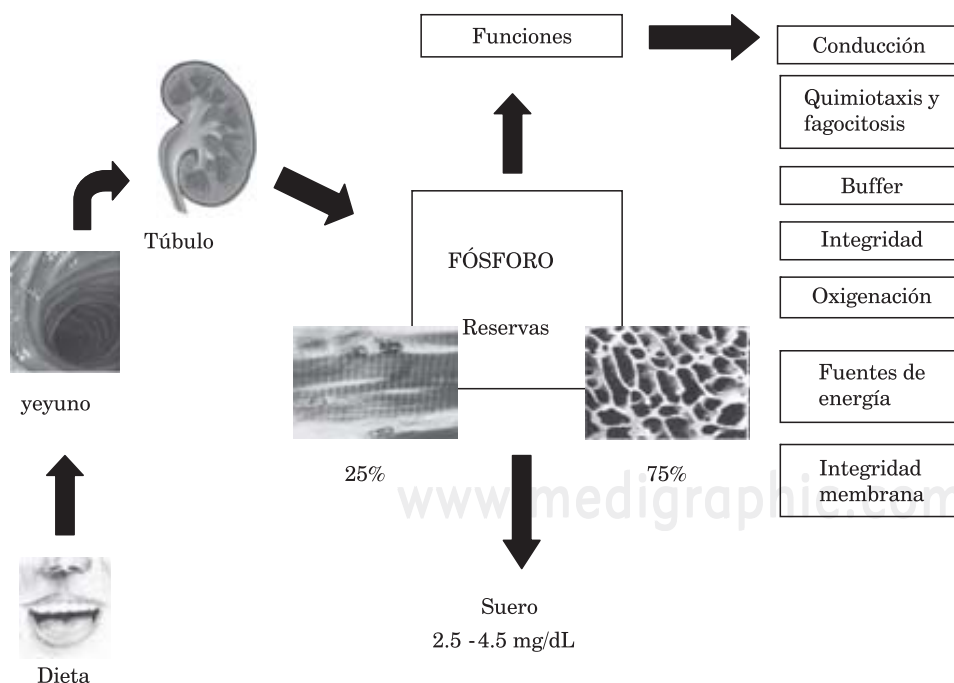 Funciones
Conducción
Quimiotaxis y
fagocitosis
Buffer
Integridad
Oxigenación
Fuentes de
energía
Integridad
membrana
Túbulo
FÓSFORO
Reservas
yeyuno
25%
75%
www.medigraphic.com
Suero
2.5 - 4.5 mg/dL
Dieta